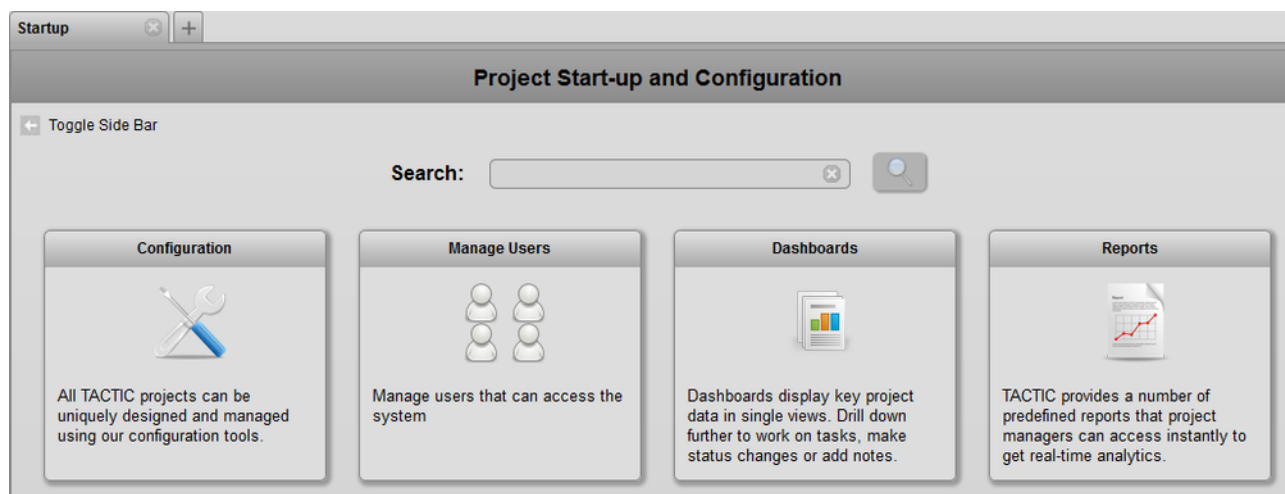 Startup
Project Start-up and Configuration
Toggle Side Bar
Search:
Configuration
All TACTIC projects can be
uniquely designed and managed
using our configuration tools.
Manage Users
Manage users that can access the
system
Dashboards
Dashboards display key project
data in single views. Drill down
further to work on tasks, make
status changes or add notes.
Reports
TACTIC provides a number of
predefined reports that project
managers can access instantly to
get real-time analytics.